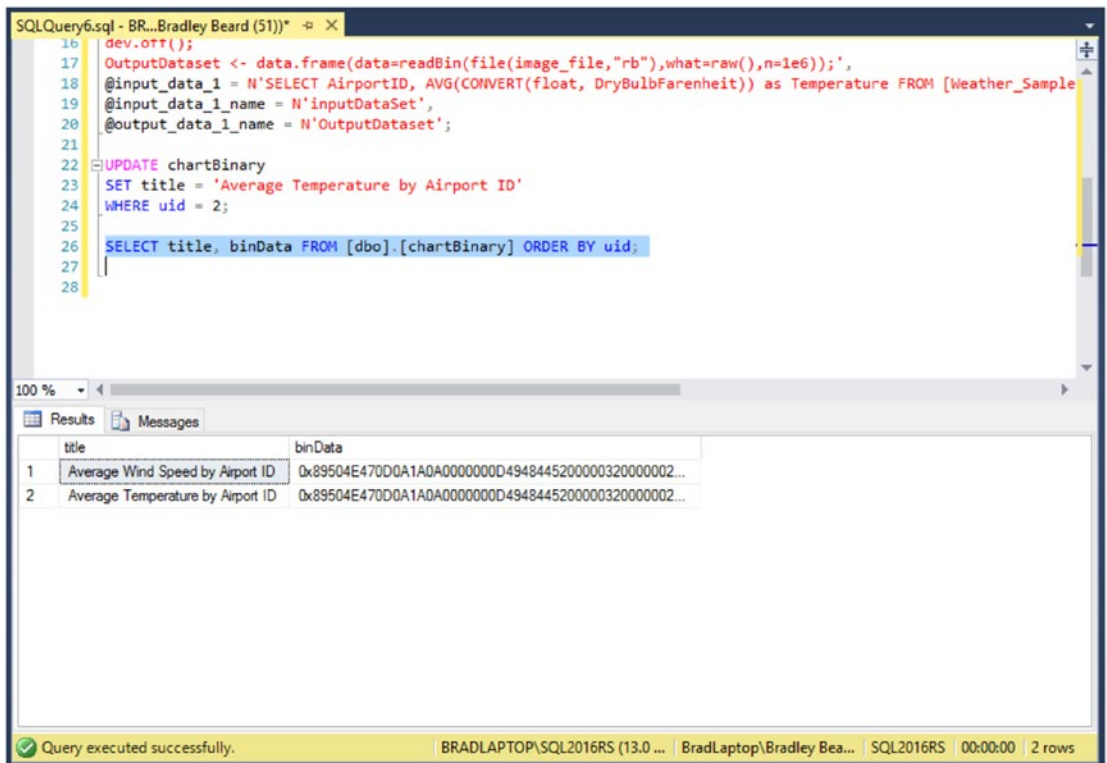 SQLQuery6.sql - BR...Bradley Beard (51))*
16 dev.off();
17 OutputDataset <- data.frame(data=readBin(file(image_file,"rb"),what=raw(),n=1e6));',
18 @input_data_1 = N'SELECT AirportID, AVG(CONVERT(float, DryBulbFarenheit)) as Temperature FROM [Weather_Sample
19 @input_data_1_name = N'inputDataSet',
20 @output_data_1_name = N'OutputDataset';
21
22 UPDATE chartBinary
23 SET title = 'Average Temperature by Airport ID'
24 WHERE uid = 2;
25
26 SELECT title, binData FROM [dbo].[chartBinary] ORDER BY uid;
27
28
100 %
Results Messages
title binData
1 Average Wind Speed by Airport ID 0x89504E470D0A1A0A0000000D4948445200000320000002...
2 Average Temperature by Airport ID 0x89504E470D0A1A0A0000000D4948445200000320000002...
Query executed successfully. BRADLAPTOP\SQL2016RS (13.0 ... BradLaptop\Bradley Bea... SQL2016RS 00:00:00 2 rows